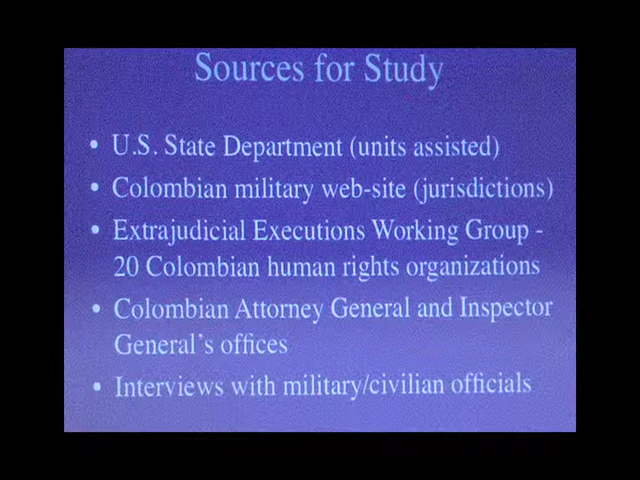 Sources for Study
• U.S. State Department (units assisted)
• Colombian military web-site (jurisdictions)
• Extrajudicial Executions Working Group -
20 Colombian human rights organizations
• Colombian Attorney General and Inspector
General's offices
• Interviews with military/civilian officials